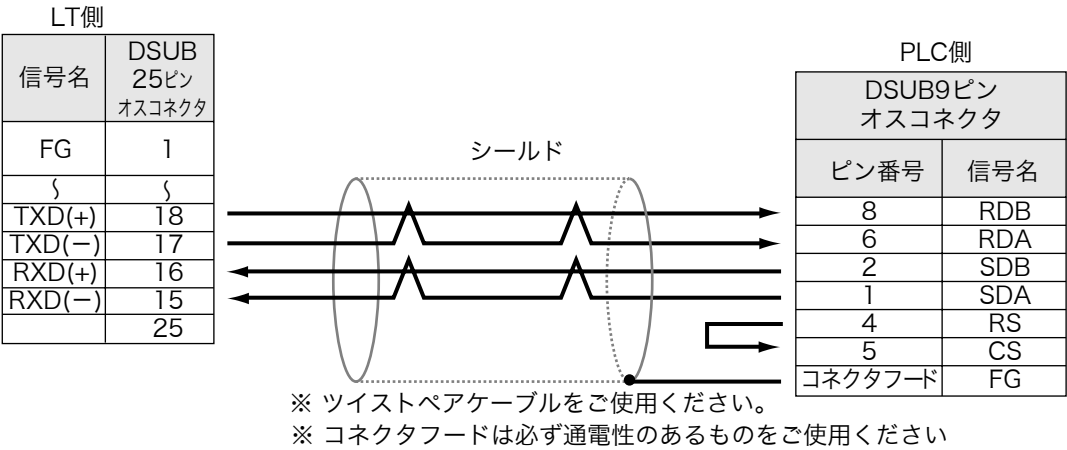 LT側
信号名 DSUB
25ピン
オスコネクタ
FG 1
〜 〜
TXD(+) 18
TXD(−) 17
RXD(+) 16
RXD(−) 15
25
シールド
PLC側
DSUB9ピン
オスコネクタ
ピン番号 信号名
8 RDB
6 RDA
2 SDB
1 SDA
4 RS
5 CS
コネクタフード FG
※ ツイストペアケーブルをご使用ください。
※ コネクタフードは必ず通電性のあるものをご使用ください